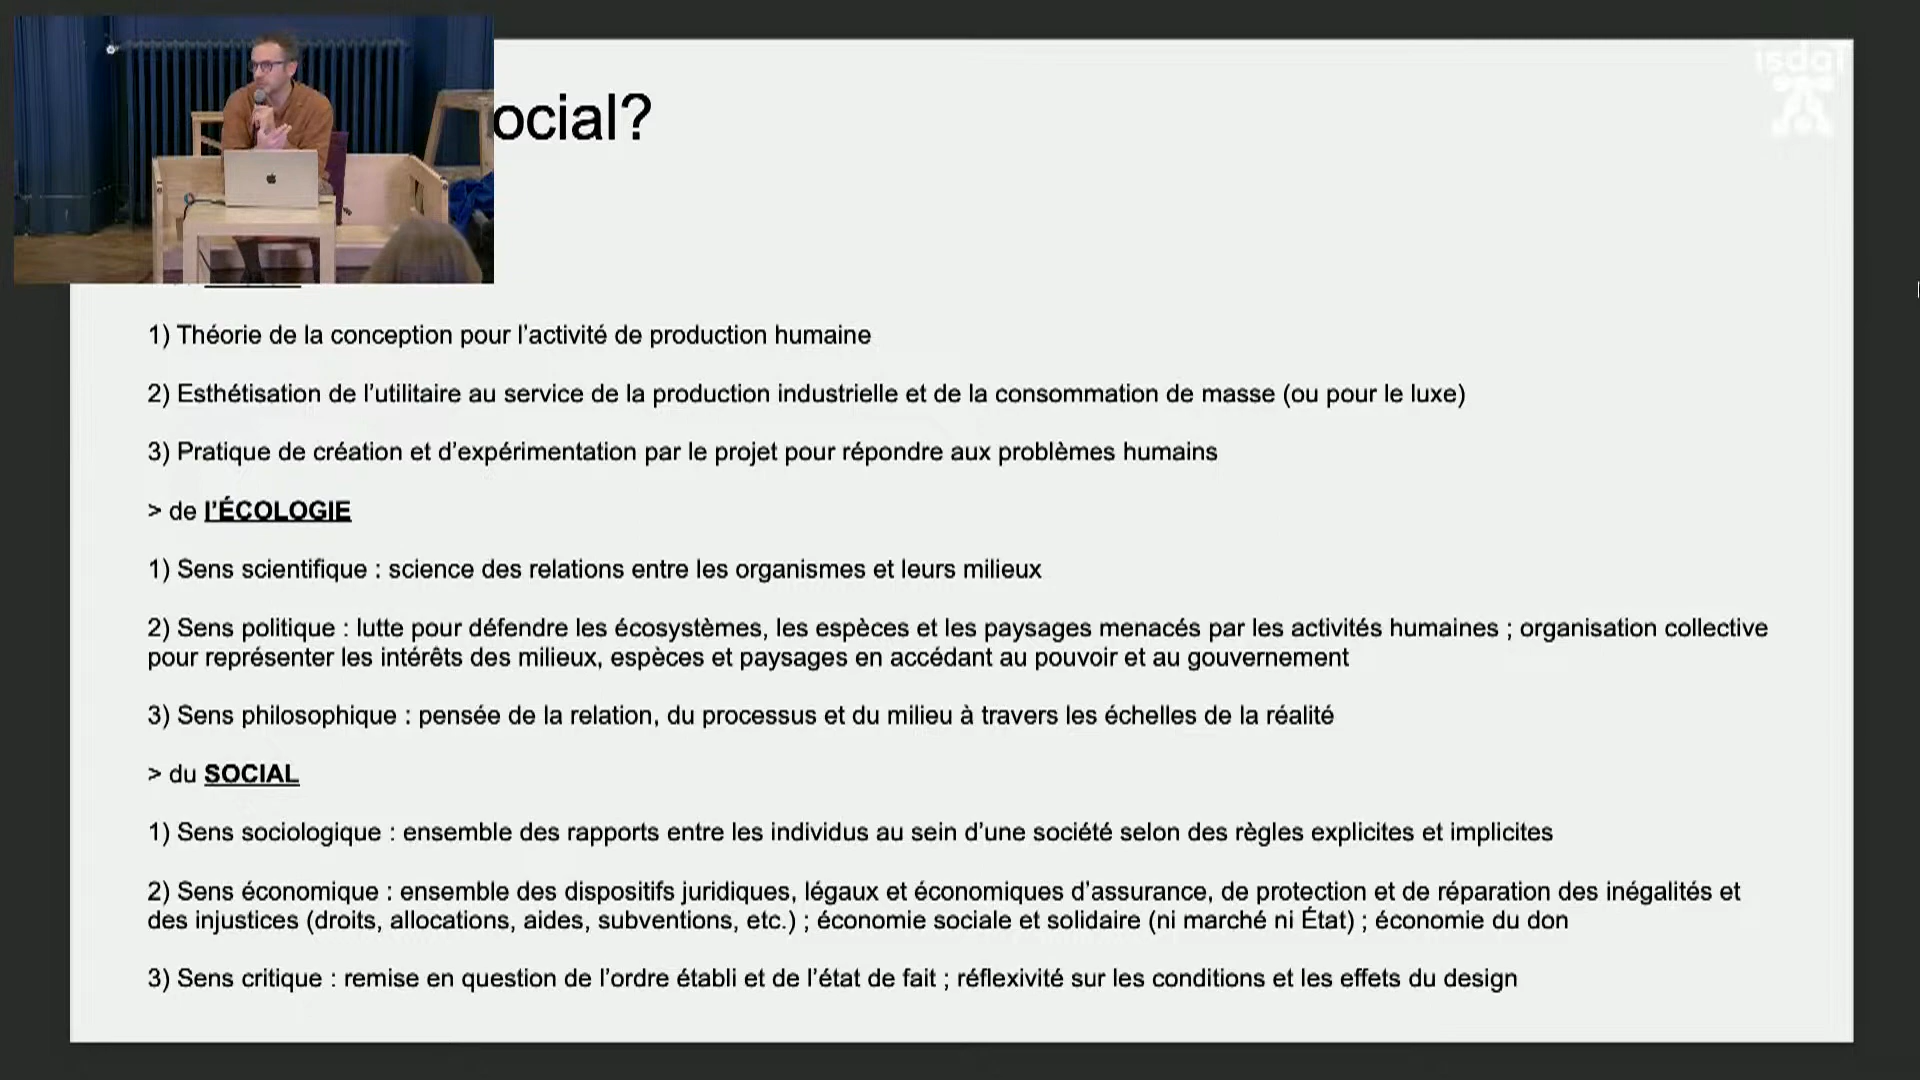 isdaT
ocial?
1) Théorie de la conception pour l’activité de production humaine
2) Esthétisation de l’utilitaire au service de la production industrielle et de la consommation de masse (ou pour le luxe)
3) Pratique de création et d’expérimentation par le projet pour répondre aux problèmes humains
> de l’ÉCOLOGIE
1) Sens scientifique : science des relations entre les organismes et leurs milieux
2) Sens politique : lutte pour défendre les écosystèmes, les espèces et les paysages menacés par les activités humaines ; organisation collective
pour représenter les intérêts des milieux, espèces et paysages en accédant au pouvoir et au gouvernement
3) Sens philosophique : pensée de la relation, du processus et du milieu à travers les échelles de la réalité
> du SOCIAL
1) Sens sociologique : ensemble des rapports entre les individus au sein d’une société selon des règles explicites et implicites
2) Sens économique : ensemble des dispositifs juridiques, légaux et économiques d’assurance, de protection et de réparation des inégalités et
des injustices (droits, allocations, aides, subventions, etc.) ; économie sociale et solidaire (ni marché ni État) ; économie du don
3) Sens critique : remise en question de l’ordre établi et de l’état de fait ; réflexivité sur les conditions et les effets du design